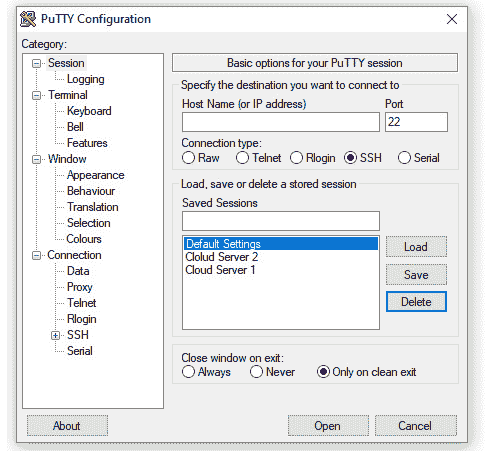 PuTTY Configuration
Category:
Session
Logging
Terminal
Keyboard
Bell
Features
Window
Appearance
Behaviour
Translation
Selection
Colours
Connection
Data
Proxy
Telnet
Rlogin
SSH
Serial
Basic options for your PuTTY session
Specify the destination you want to connect to
Host Name (or IP address) Port
22
Connection type:
Raw Telnet Rlogin SSH Serial
Load, save or delete a stored session
Saved Sessions
Default Settings
Clolud Server 2
Cloud Server 1
Load
Save
Delete
Close window on exit:
Always Never Only on clean exit
About Open Cancel